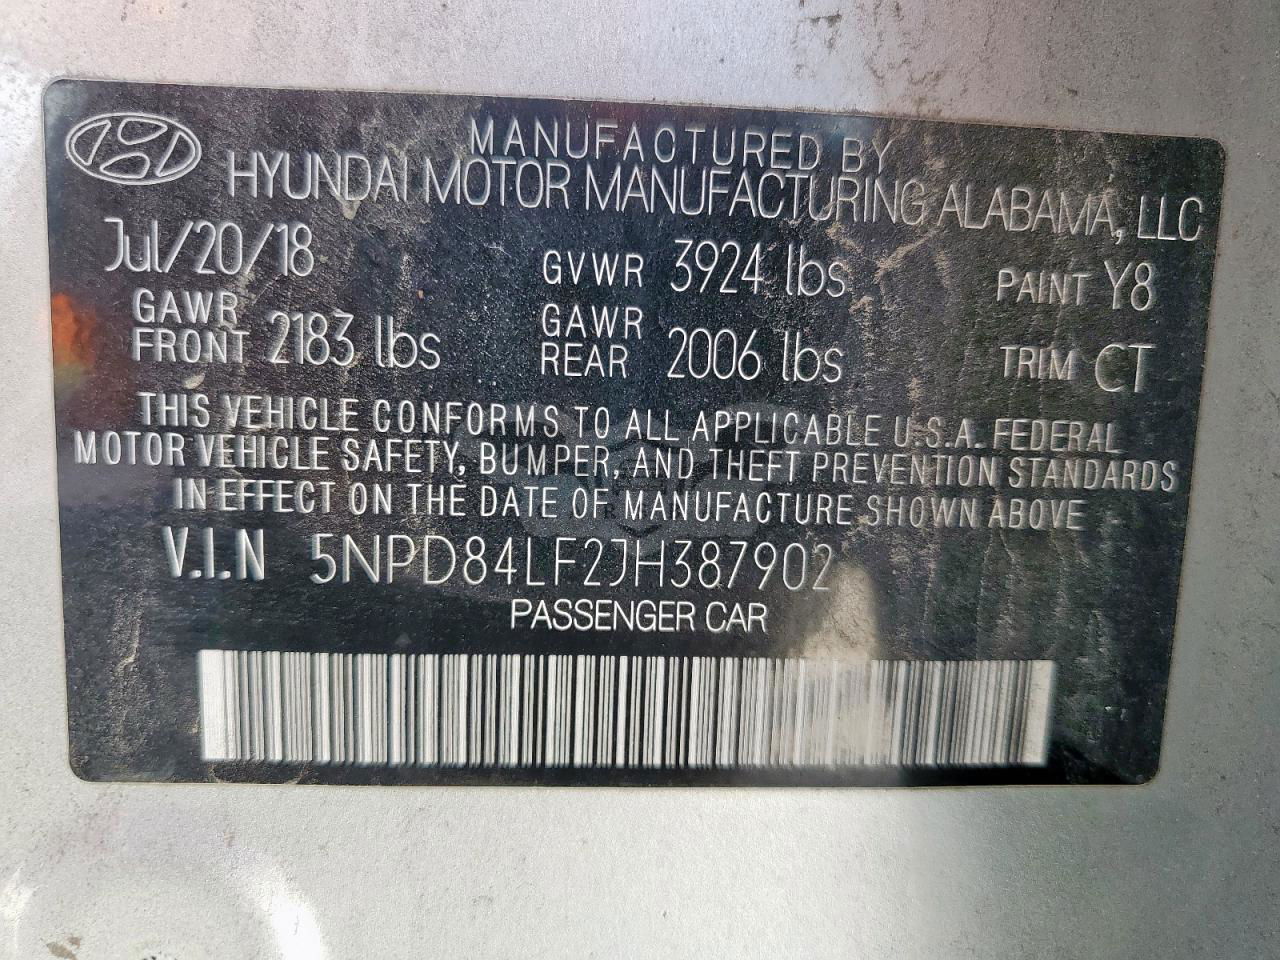 MANUFACTURED BY
HYUNDAI MOTOR MANUFACTURING ALABAMA, LLC
Jul/20/18 GVWR 3924 lbs PAINT Y8
GAWR FRONT 2183 lbs GAWR REAR 2006 lbs TRIM CT
THIS VEHICLE CONFORMS TO ALL APPLICABLE U.S.A. FEDERAL
MOTOR VEHICLE SAFETY, BUMPER, AND THEFT PREVENTION STANDARDS
IN EFFECT ON THE DATE OF MANUFACTURE SHOWN ABOVE
V.I.N 5NPD84LF2JH387902
PASSENGER CAR